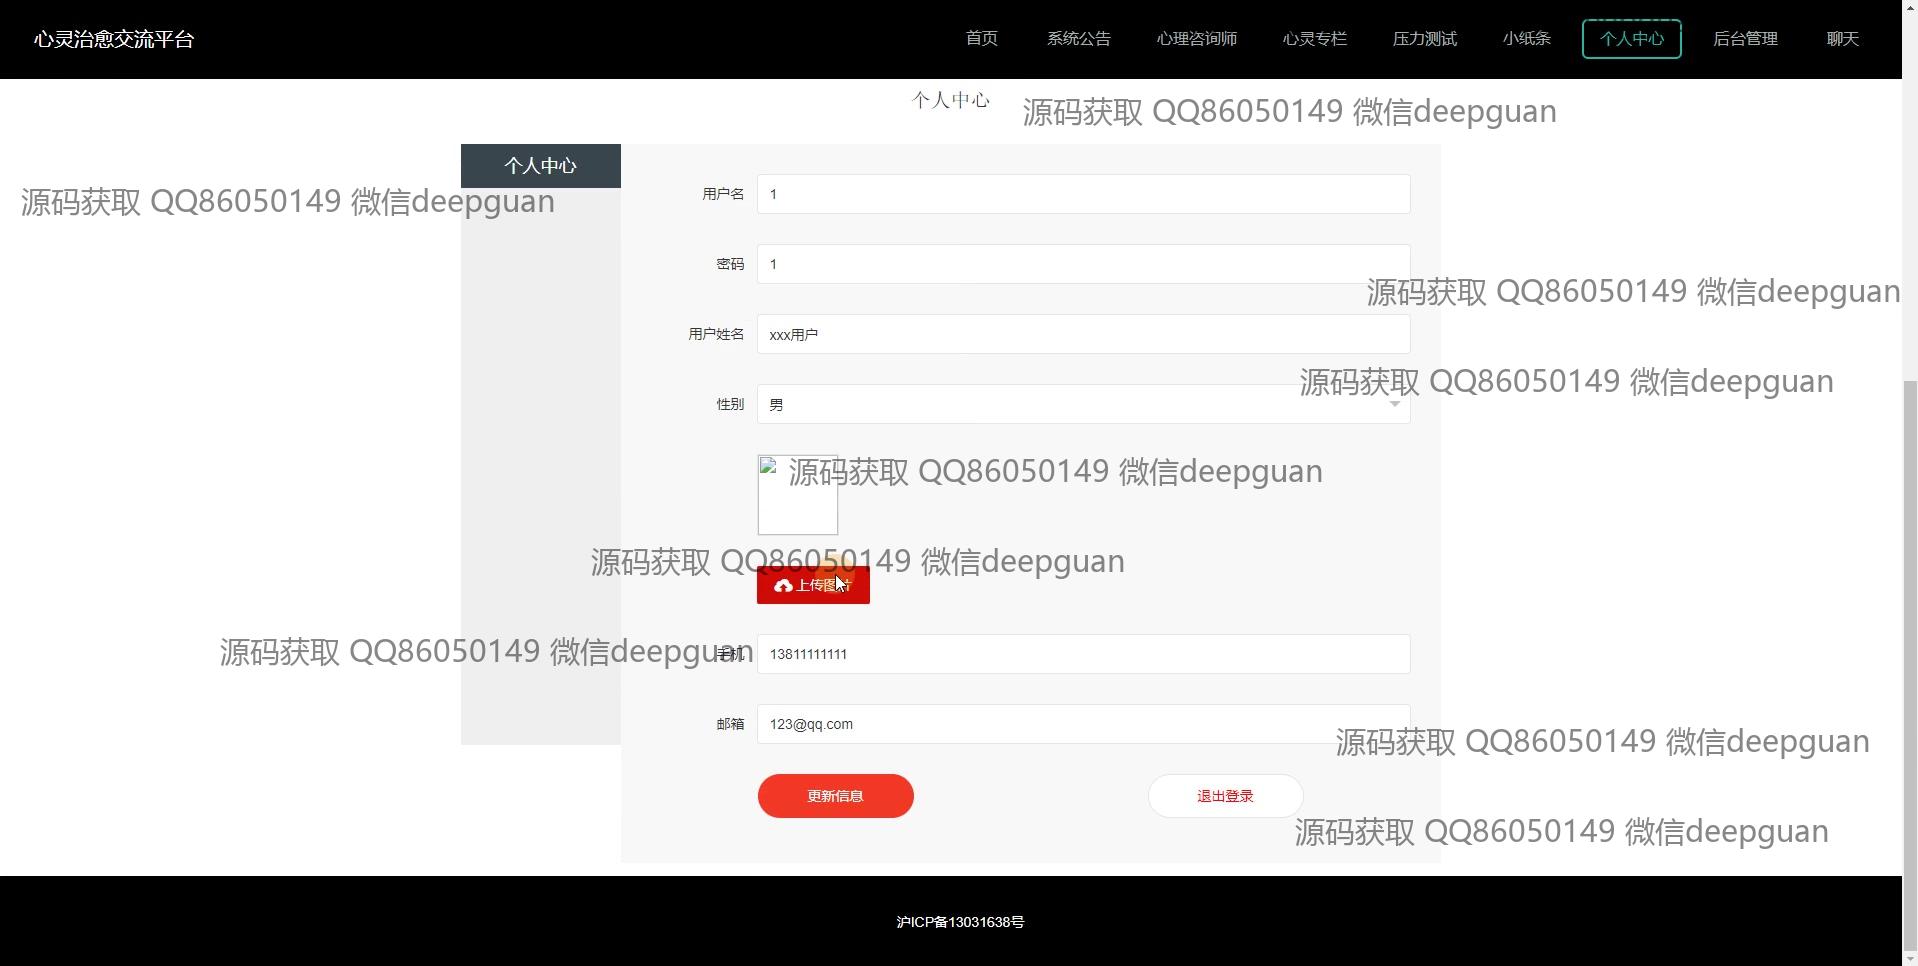 心灵治愈交流平台
首页 系统公告 心理咨询师 心灵专栏 压力测试 小纸条 个人中心 后台管理 聊天
个人中心
源码获取 QQ86050149 微信deepguan
个人中心
用户名 1
源码获取 QQ86050149 微信deepguan
密码 1
源码获取 QQ86050149 微信deepguan
用户姓名 xxx用户
源码获取 QQ86050149 微信deepguan
性别 男
源码获取 QQ86050149 微信deepguan
源码获取 QQ86050149 微信deepguan
上传图片
源码获取 QQ86050149 微信deepguan
手机 13811111111
邮箱 123@qq.com
源码获取 QQ86050149 微信deepguan
更新信息 退出登录
源码获取 QQ86050149 微信deepguan
沪ICP备13031638号